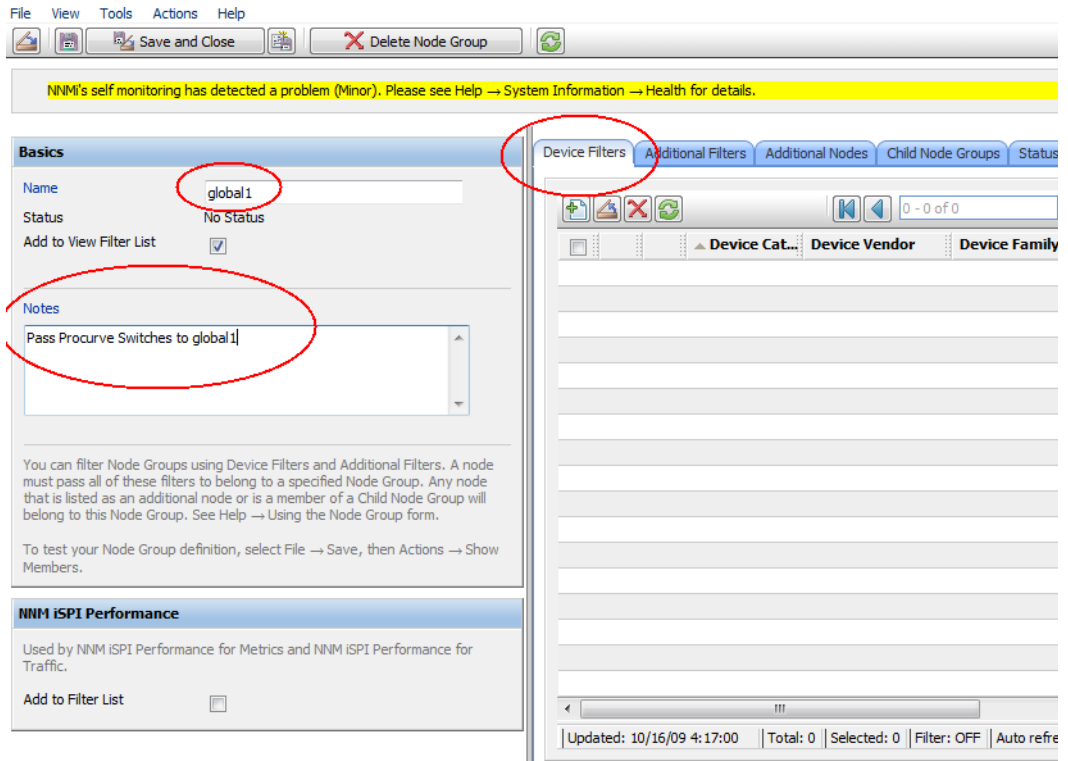 File View Tools Actions Help
Save and Close Delete Node Group
NNMi's self monitoring has detected a problem (Minor). Please see Help → System Information → Health for details.
Basics
Name global1
Status No Status
Add to View Filter List
Notes
Pass Procurve Switches to global1
You can filter Node Groups using Device Filters and Additional Filters. A node
must pass all of these filters to belong to a specified Node Group. Any node
that is listed as an additional node or is a member of a Child Node Group will
belong to this Node Group. See Help → Using the Node Group form.
To test your Node Group definition, select File → Save, then Actions → Show
Members.
NNM iSPI Performance
Used by NNM iSPI Performance for Metrics and NNM iSPI Performance for
Traffic.
Add to Filter List
Device Filters Additional Filters Additional Nodes Child Node Groups Status
0 - 0 of 0
Device Cat... Device Vendor Device Family
Updated: 10/16/09 4:17:00 Total: 0 Selected: 0 Filter: OFF Auto refre